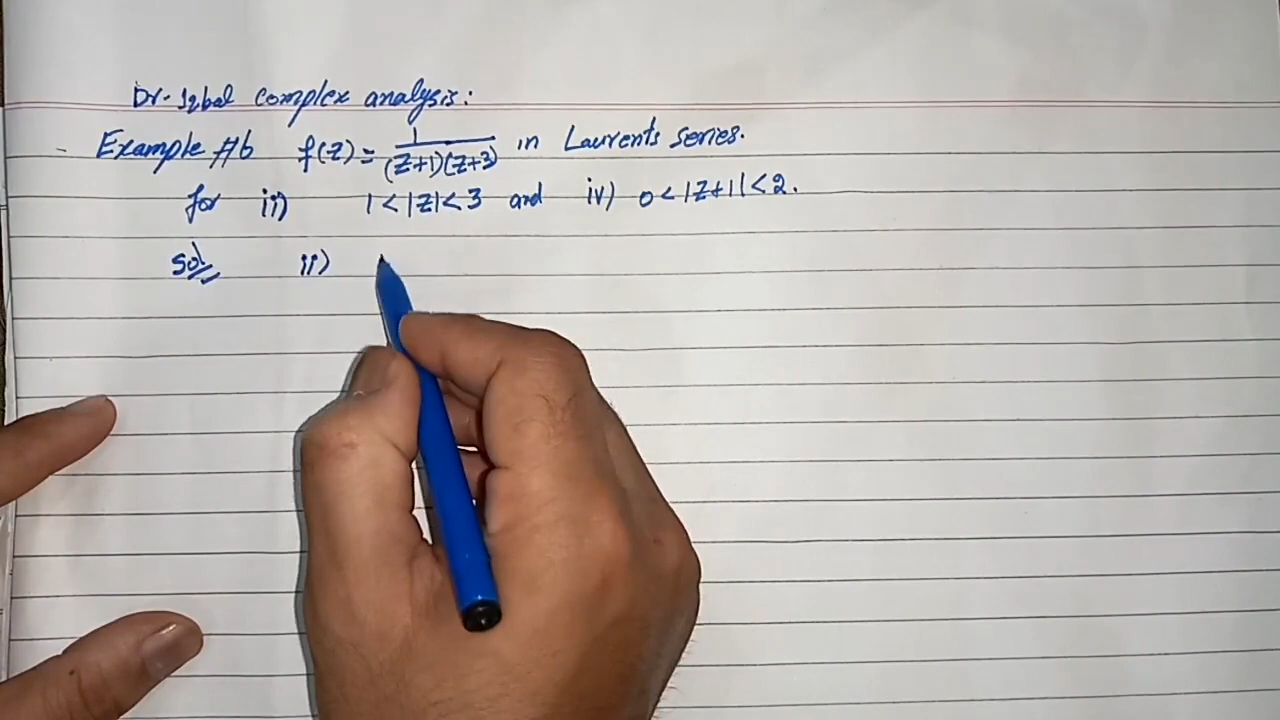 Dr. Iqbal complex analysis:
Example #6 f(z) = 1/(z+1)(z+3) in Laurent's series.
for ii) 1<|z|<3 and iv) 0<|z+1|<2.
Sol ii)